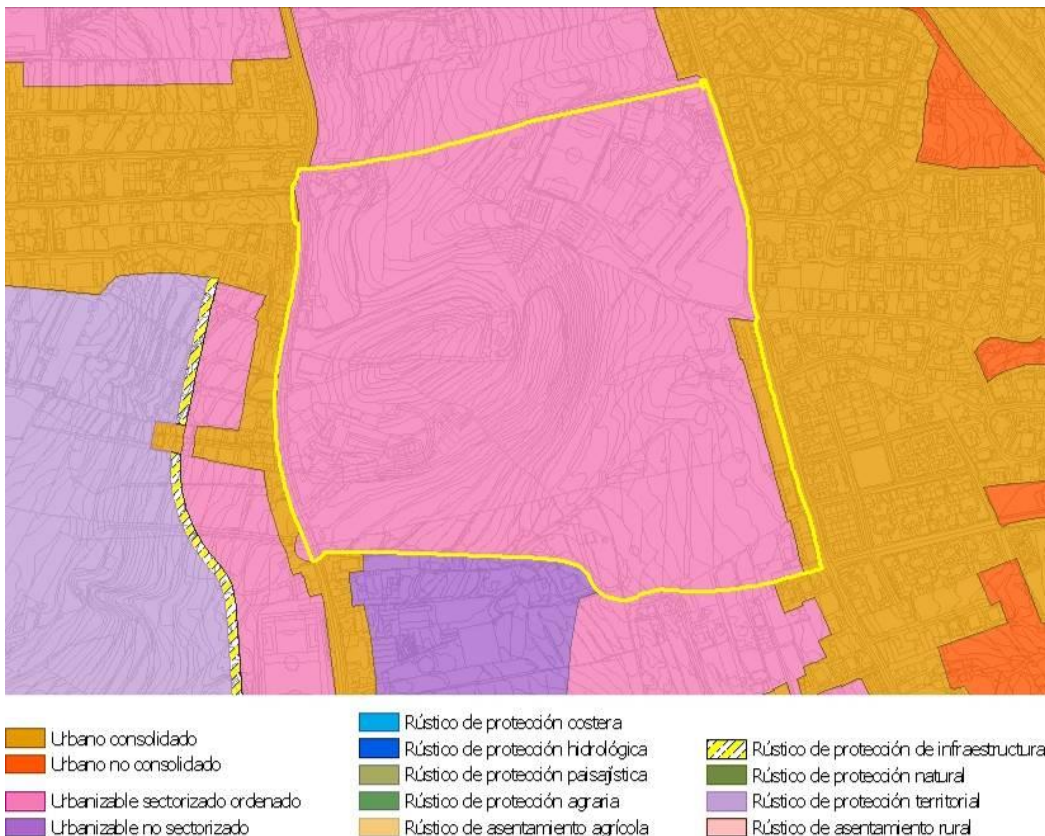 Urbano consolidado
Urbano no consolidado
Urbanizable sectorizado ordenado
Urbanizable no sectorizado
Rústico de protección costera
Rústico de protección hidrológica
Rústico de protección paisajística
Rústico de protección agraria
Rústico de asentamiento agrícola
Rústico de protección de infraestructura
Rústico de protección natural
Rústico de protección territorial
Rústico de asentamiento rural